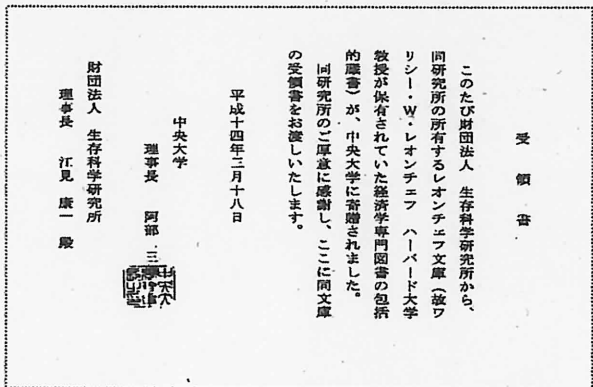 受領書
このたび財団法人 生存科学研究所から、
同研究所の所有するレオンチェフ文庫（故ワ
リシー・W・レオンチェフ ハーバード大学
教授が保有されていた経済学専門図書の包括
的蔵書）が、中央大学に寄贈されました。
同研究所のご厚意に感謝し、ここに同文庫
の受領書をお渡しいたします。
平成十四年三月十八日
中央大学
理事長 阿部 三
財団法人 生存科学研究所
理事長 江見 康一 殿